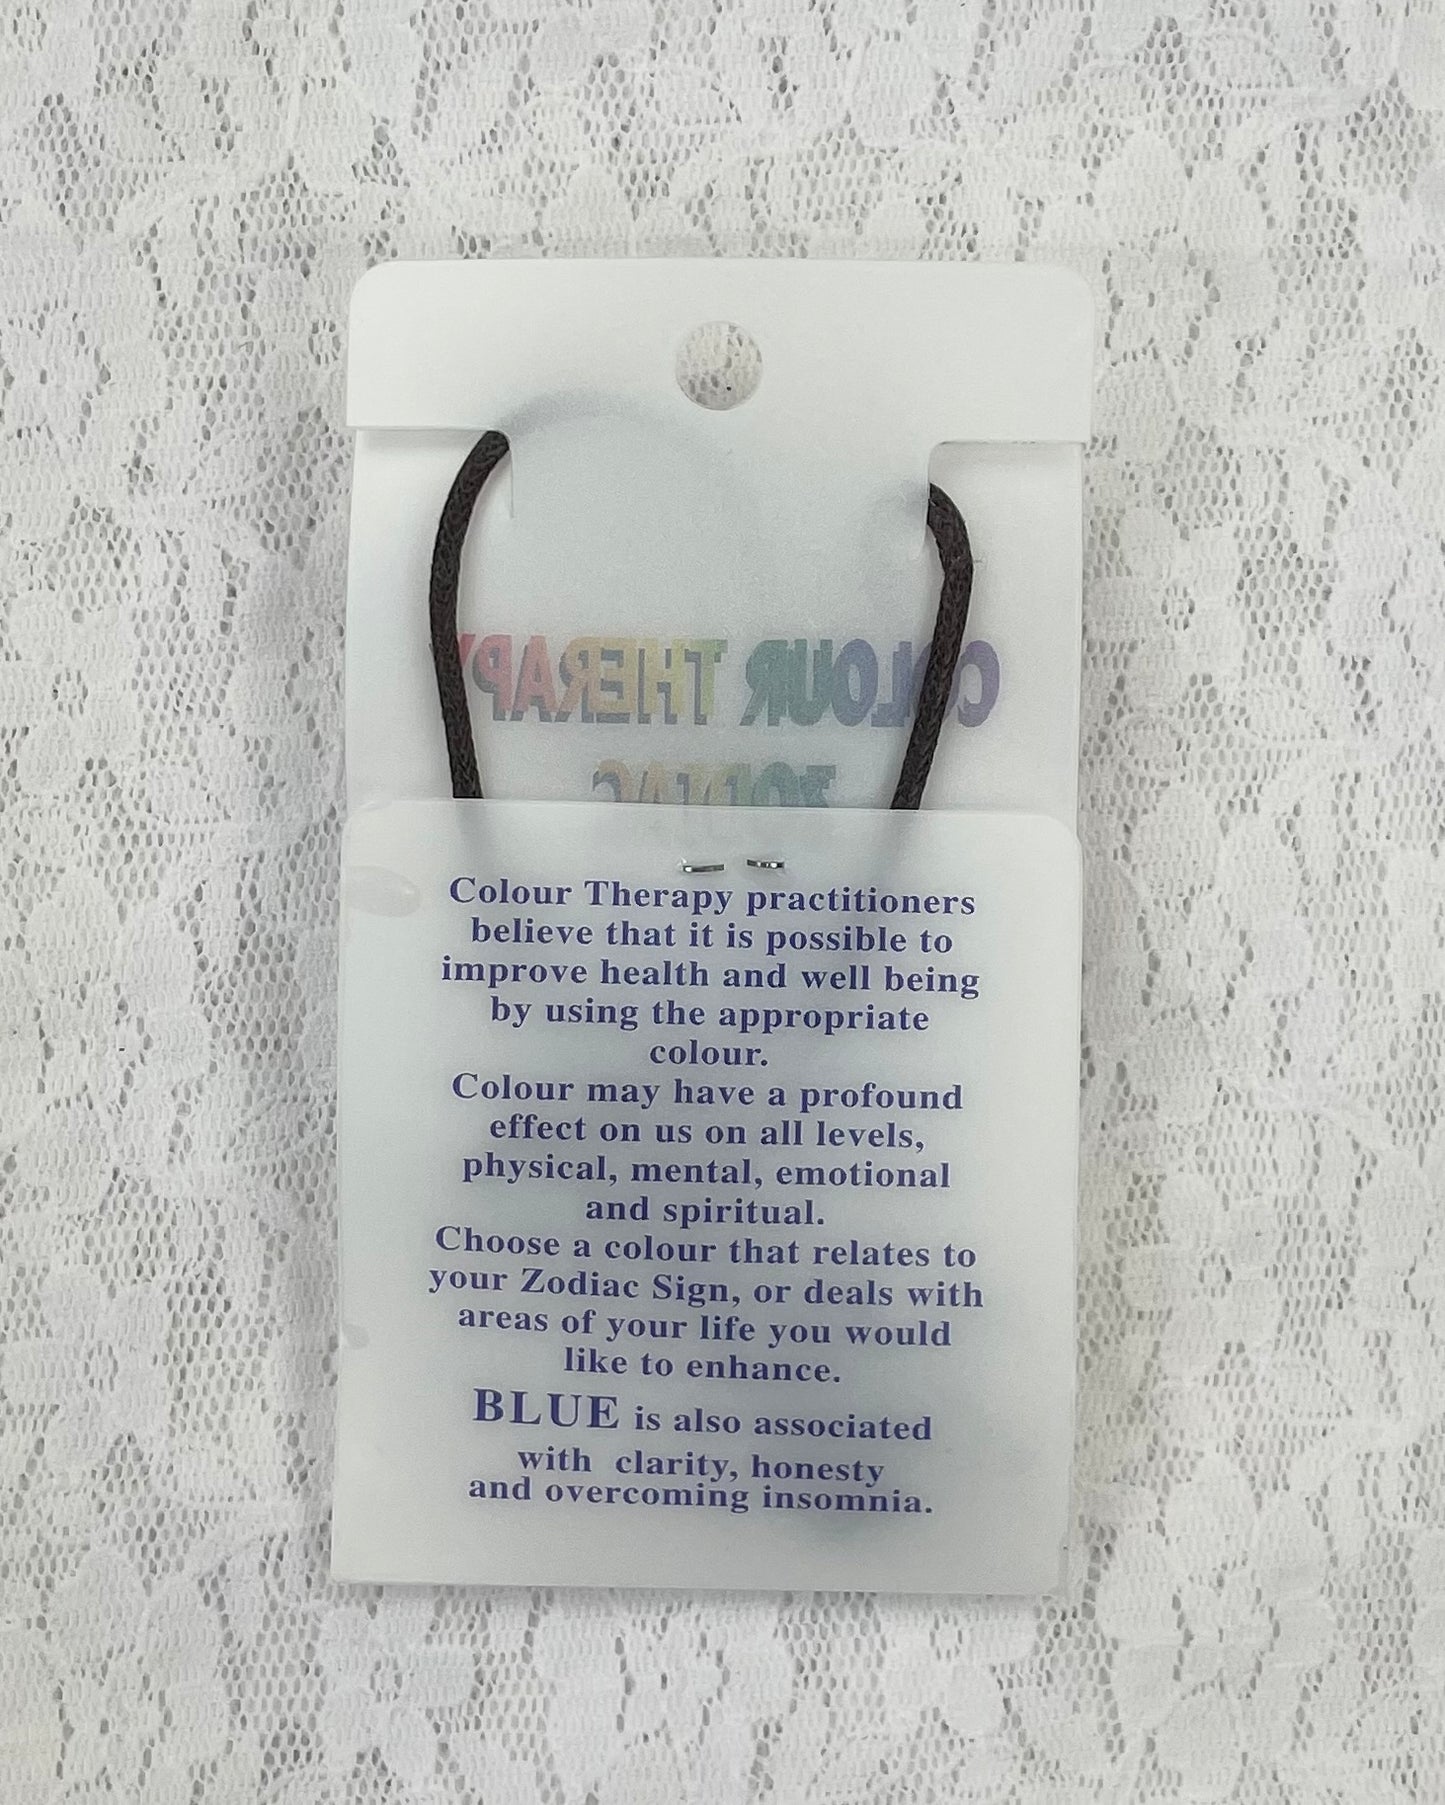 COLOUR THERAPY
ZODIAC
Colour Therapy practitioners
believe that it is possible to
improve health and well being
by using the appropriate
colour.
Colour may have a profound
effect on us on all levels,
physical, mental, emotional
and spiritual.
Choose a colour that relates to
your Zodiac Sign, or deals with
areas of your life you would
like to enhance.
BLUE is also associated
with clarity, honesty
and overcoming insomnia.